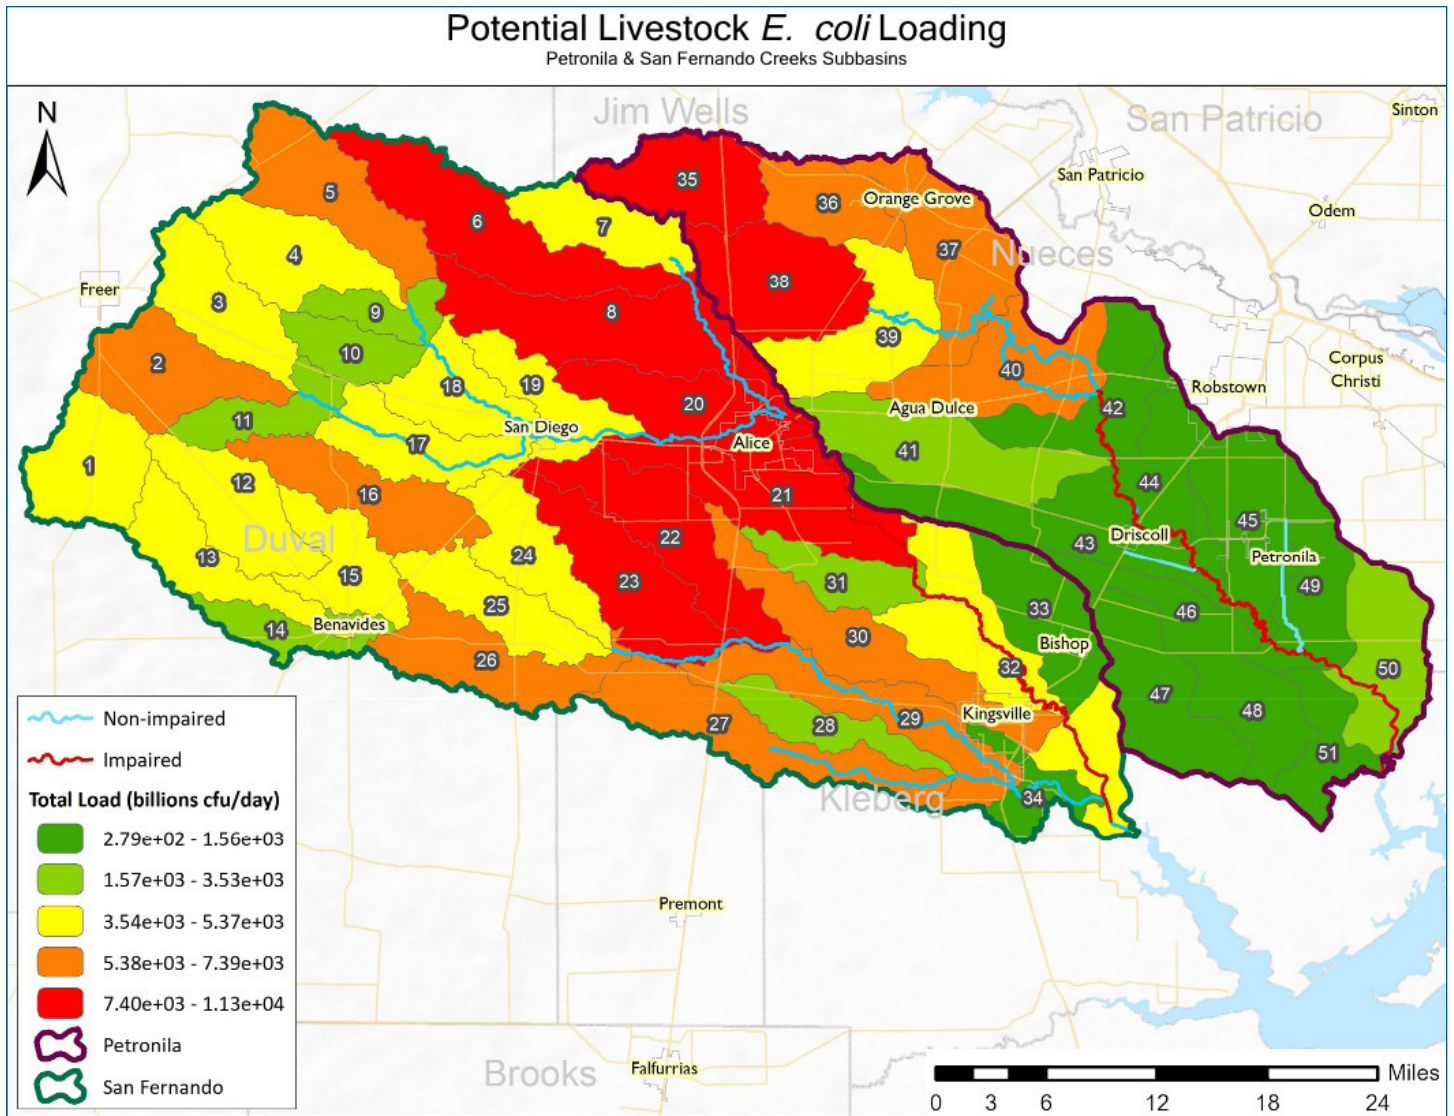 Potential Livestock E. coli Loading
Petronila & San Fernando Creeks Subbasins
N
Jim Wells
San Patricio
Sinton
San Patricio
Odem
Orange Grove
Nueces
Freer
Corpus
Christi
Robstown
Agua Dulce
San Diego
Alice
Driscoll
Petronila
Duval
Benavides
Bishop
Kingsville
Kleberg
Premont
Brooks
Falfurrias
1
2
3
4
5
6
7
8
9
10
11
12
13
14
15
16
17
18
19
20
21
22
23
24
25
26
27
28
29
30
31
32
33
34
35
36
37
38
39
40
41
42
43
44
45
46
47
48
49
50
51
Non-impaired
Impaired
Total Load (billions cfu/day)
2.79e+02 - 1.56e+03
1.57e+03 - 3.53e+03
3.54e+03 - 5.37e+03
5.38e+03 - 7.39e+03
7.40e+03 - 1.13e+04
Petronila
San Fernando
Miles
0 3 6 12 18 24